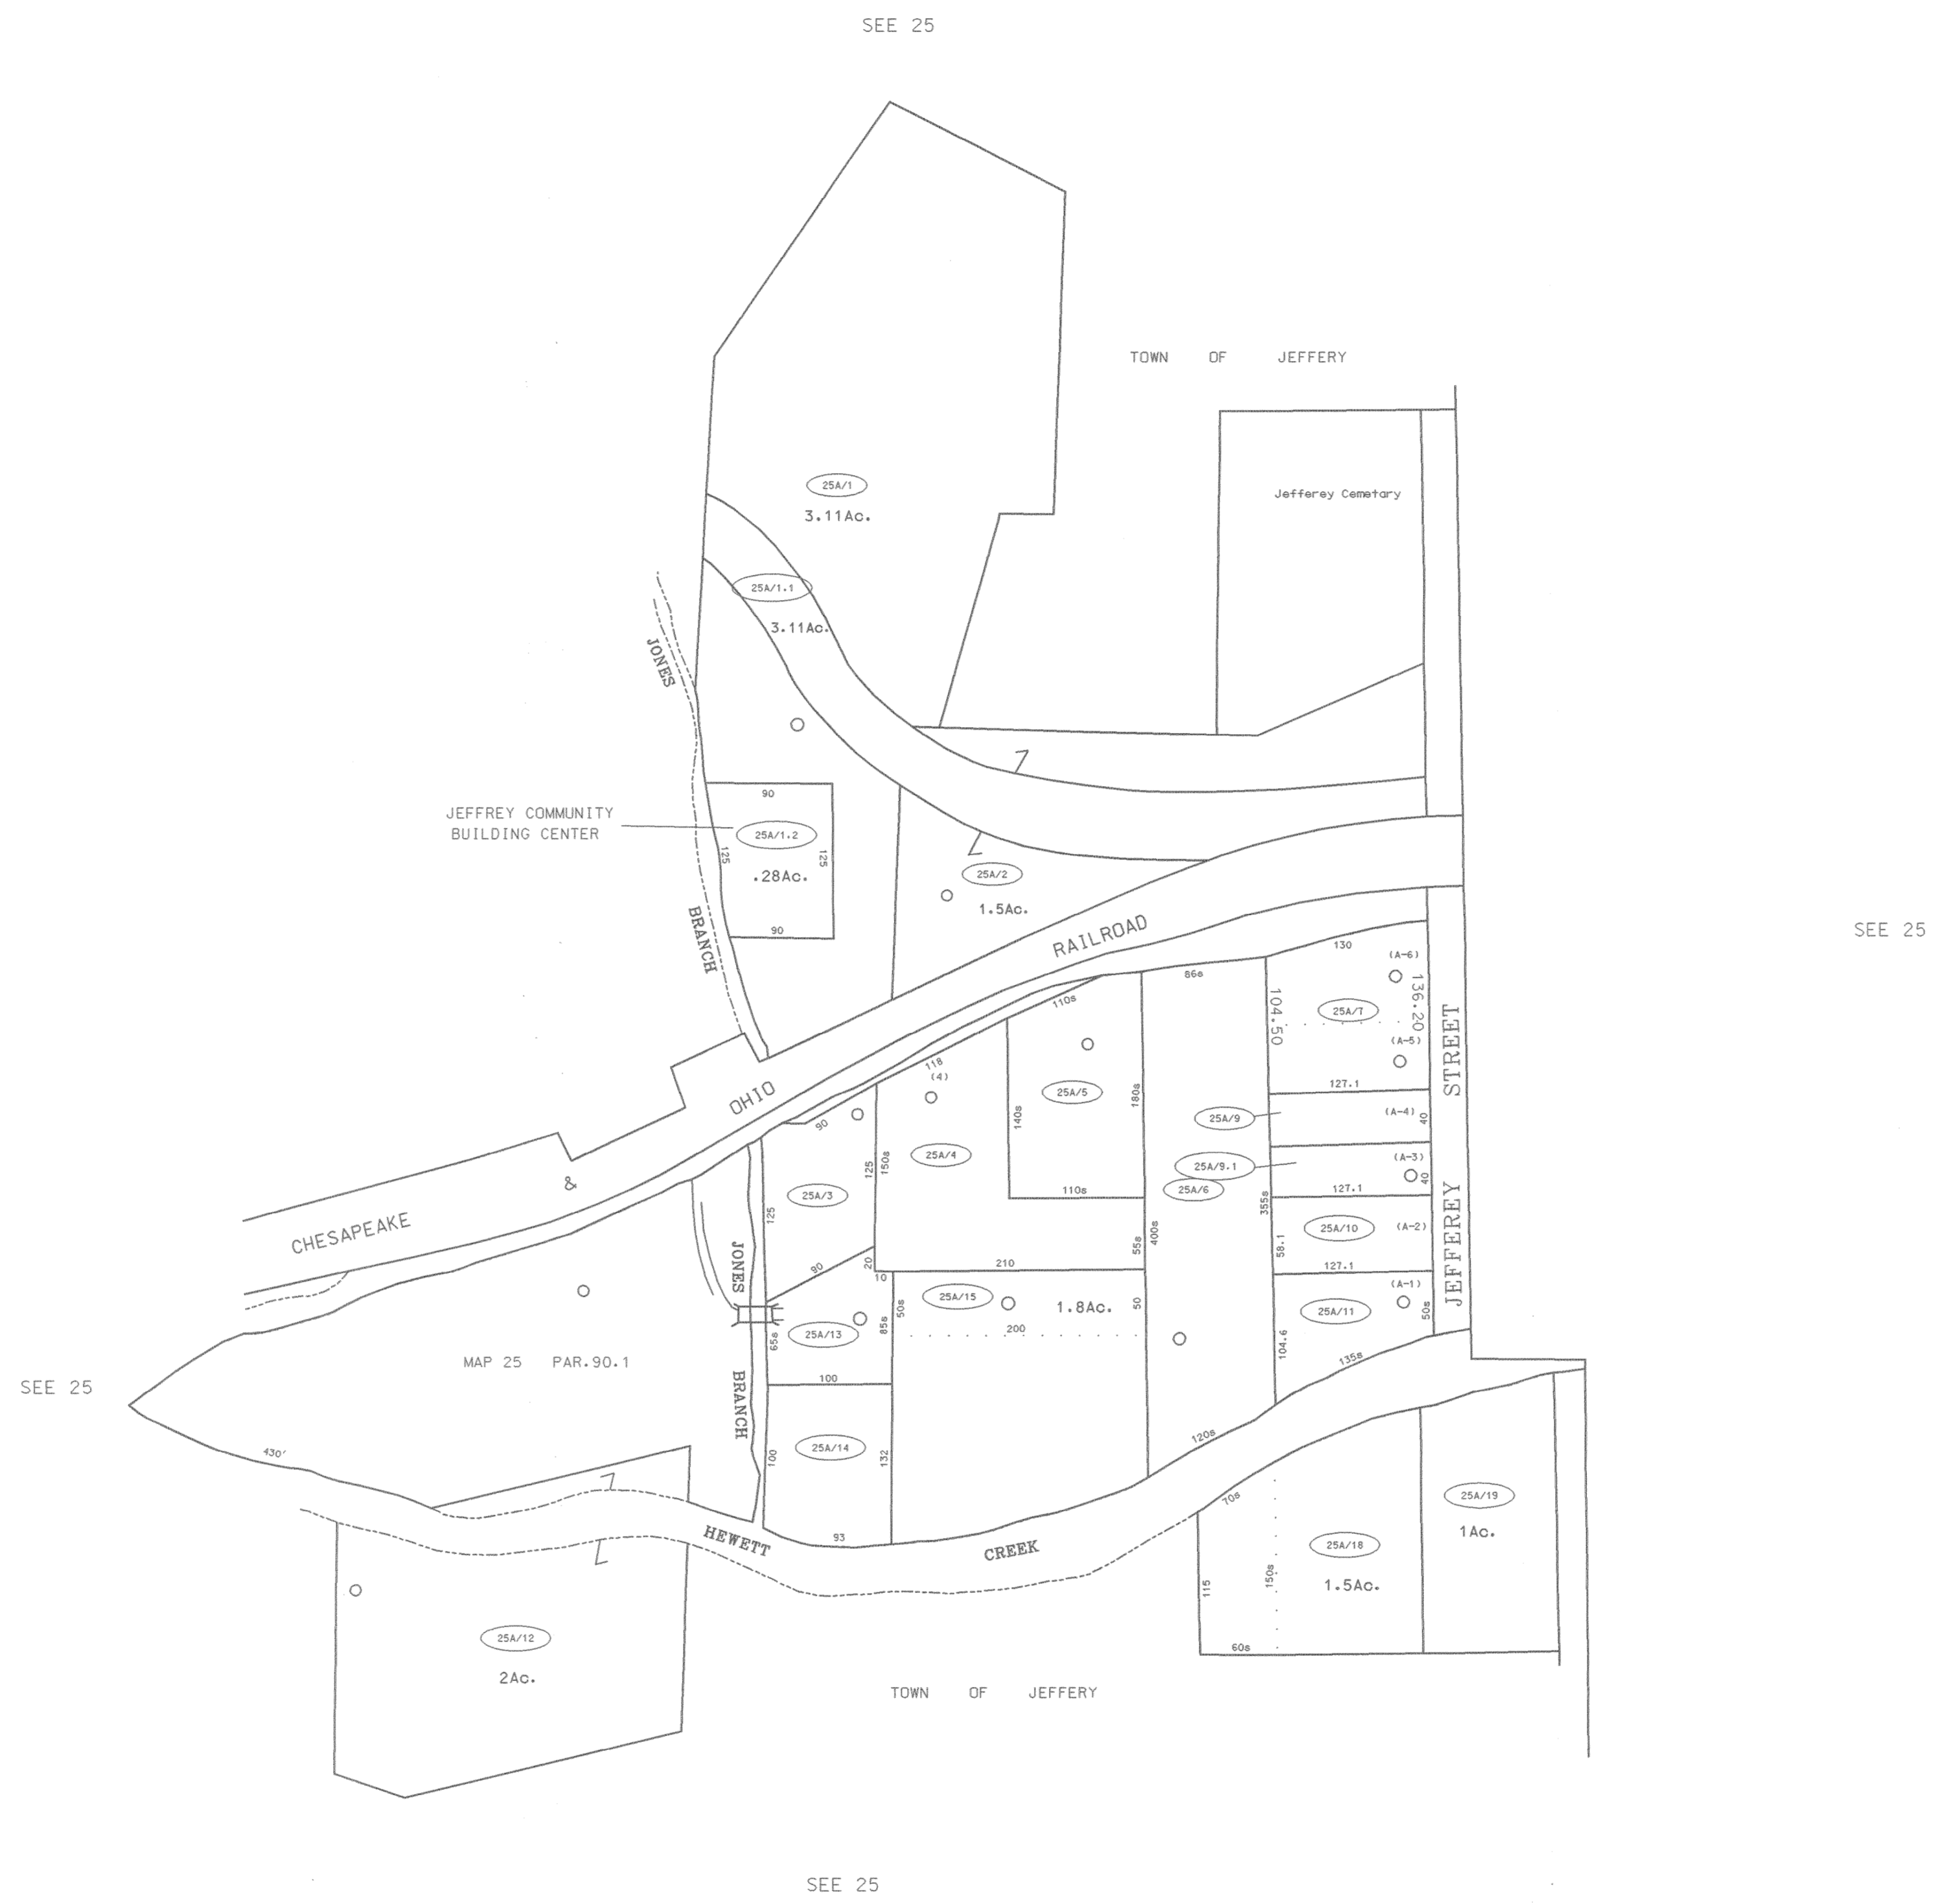 SEE 25
TOWN OF JEFFERY
25A/1
3.11Ac.
Jefferey Cemetary
25A/1.1
3.11Ac.
JONES
BRANCH
JEFFREY COMMUNITY
BUILDING CENTER
90
25A/1.2
125
125
.28Ac.
90
25A/2
1.5Ac.
SEE 25
CHESAPEAKE
&
OHIO
RAILROAD
130
(A-6)
86s
104.50
136.20
25A/7
(A-5)
127.1
110s
118
(4)
90
25A/5
180s
140s
110s
25A/9
(A-4)
40
25A/9.1
(A-3)
40
25A/6
127.1
355s
25A/4
150s
125
25A/3
125
90
20
10
210
55s
400s
58.1
25A/10
(A-2)
127.1
(A-1)
25A/11
50s
104.6
135s
JEFFEREY STREET
JONES
BRANCH
25A/15
1.8Ac.
50s
50
200
85s
25A/13
65s
100
25A/14
100
132
93
MAP 25 PAR.90.1
SEE 25
430'
HEWETT
CREEK
120s
70s
25A/19
1Ac.
25A/18
1.5Ac.
150s
115
60s
25A/12
2Ac.
TOWN OF JEFFERY
SEE 25